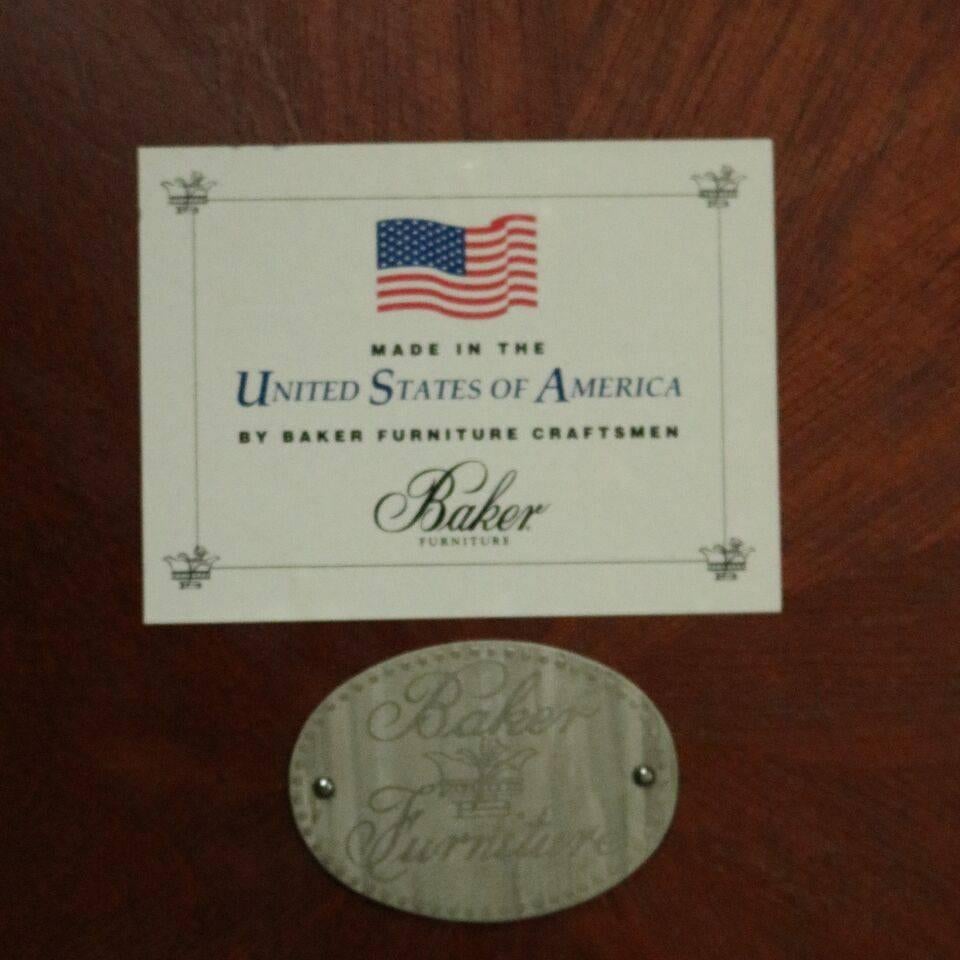 MADE IN THE
UNITED STATES OF AMERICA
BY BAKER FURNITURE CRAFTSMEN
Baker
FURNITURE
Baker
Furniture